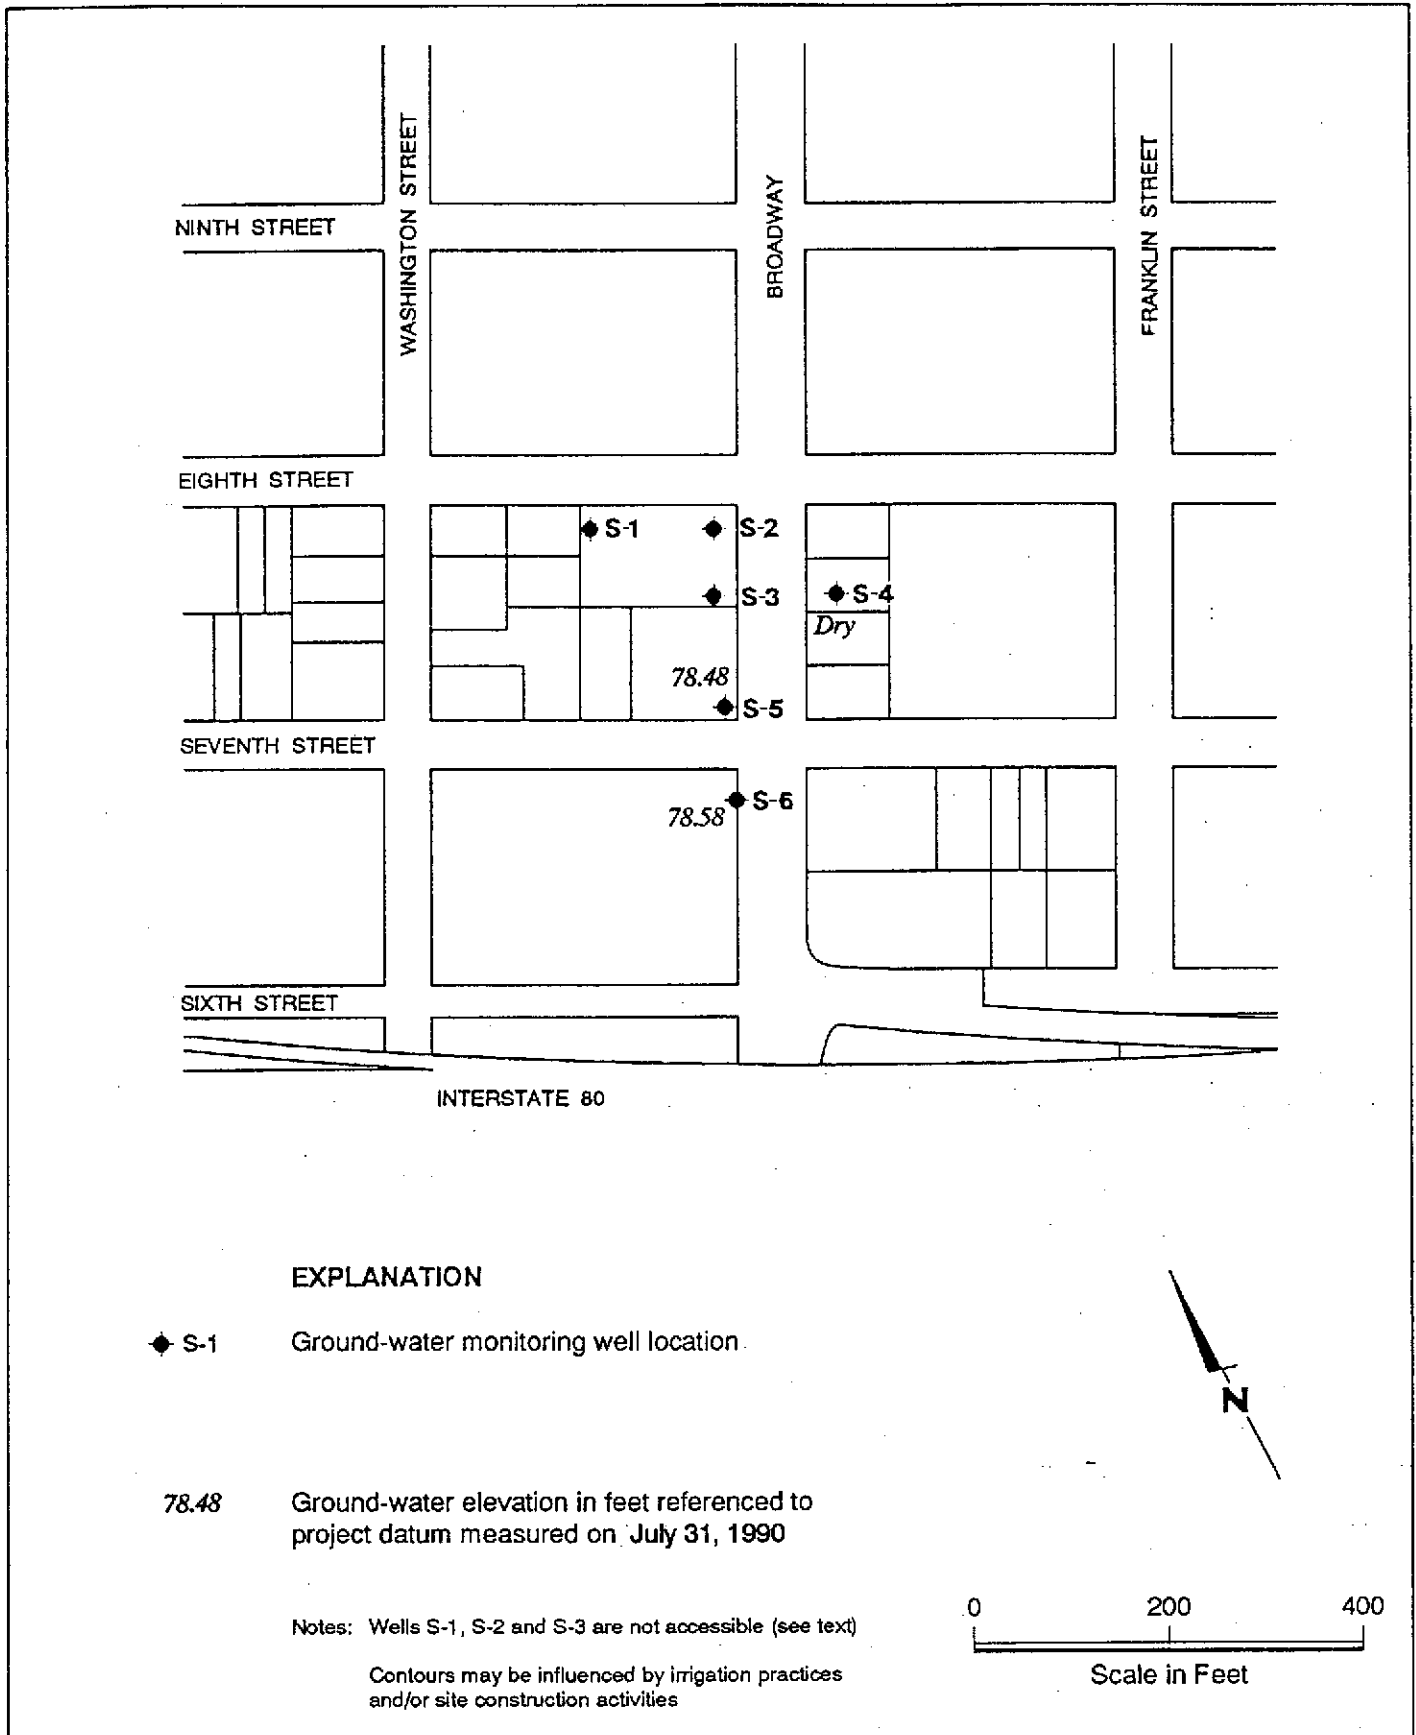 WASHINGTON STREET
BROADWAY
FRANKLIN STREET
NINTH STREET
EIGHTH STREET
S-1
S-2
S-3
S-4
Dry
78.48
S-5
SEVENTH STREET
S-6
78.58
SIXTH STREET
INTERSTATE 80
EXPLANATION
S-1 Ground-water monitoring well location
N
78.48 Ground-water elevation in feet referenced to
project datum measured on July 31, 1990
Notes: Wells S-1, S-2 and S-3 are not accessible (see text)
Contours may be influenced by irrigation practices
and/or site construction activities
0 200 400
Scale in Feet